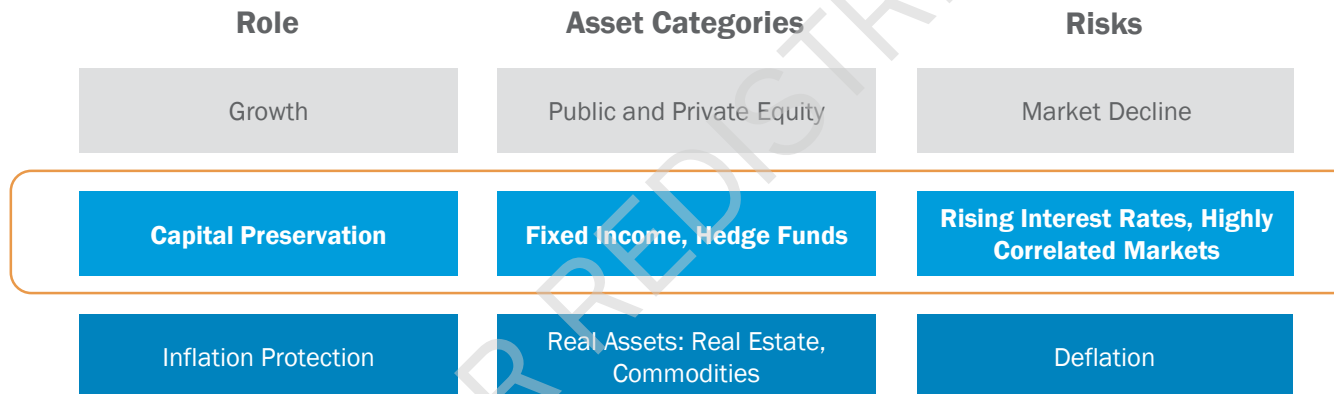 Role Asset Categories Risks
Growth Public and Private Equity Market Decline
Capital Preservation Fixed Income, Hedge Funds Rising Interest Rates, Highly
Correlated Markets
Inflation Protection Real Assets: Real Estate,
Commodities Deflation